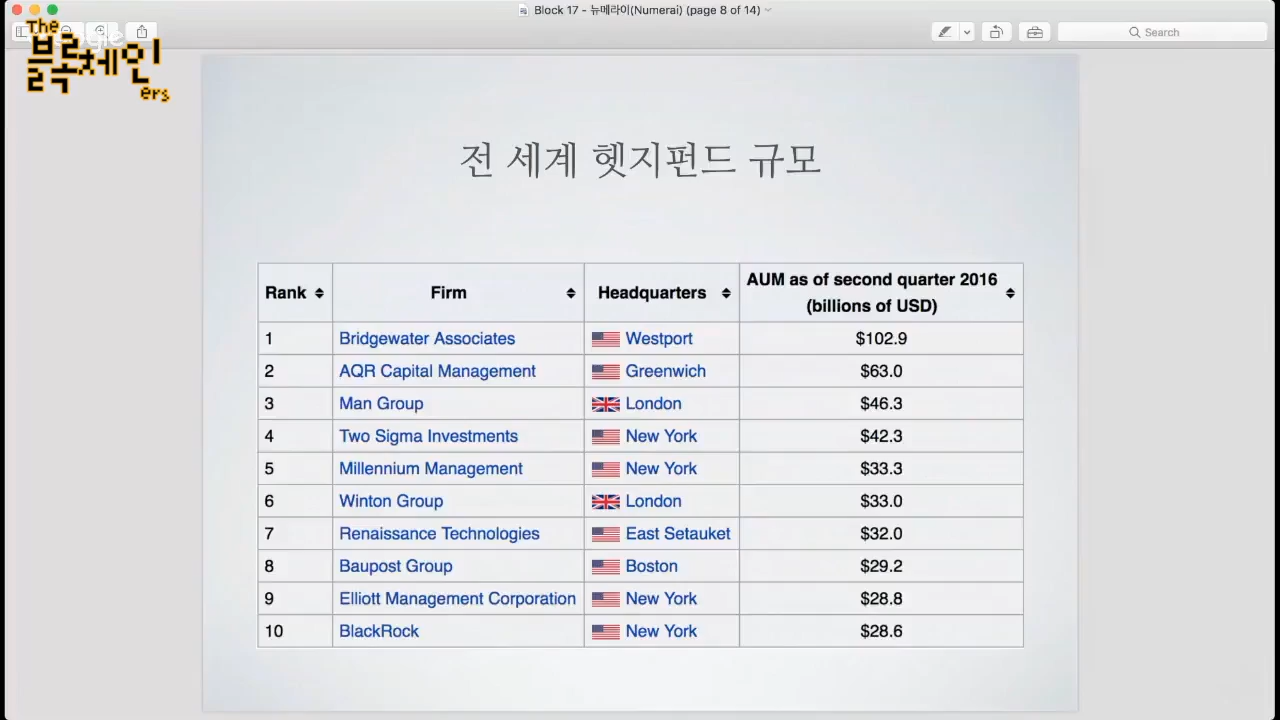 Block 17 - 뉴메라이(Numerai) (page 8 of 14)
The
블록체인
ers
Search
전 세계 헷지펀드 규모
Rank Firm Headquarters AUM as of second quarter 2016 (billions of USD)
1 Bridgewater Associates Westport $102.9
2 AQR Capital Management Greenwich $63.0
3 Man Group London $46.3
4 Two Sigma Investments New York $42.3
5 Millennium Management New York $33.3
6 Winton Group London $33.0
7 Renaissance Technologies East Setauket $32.0
8 Baupost Group Boston $29.2
9 Elliott Management Corporation New York $28.8
10 BlackRock New York $28.6